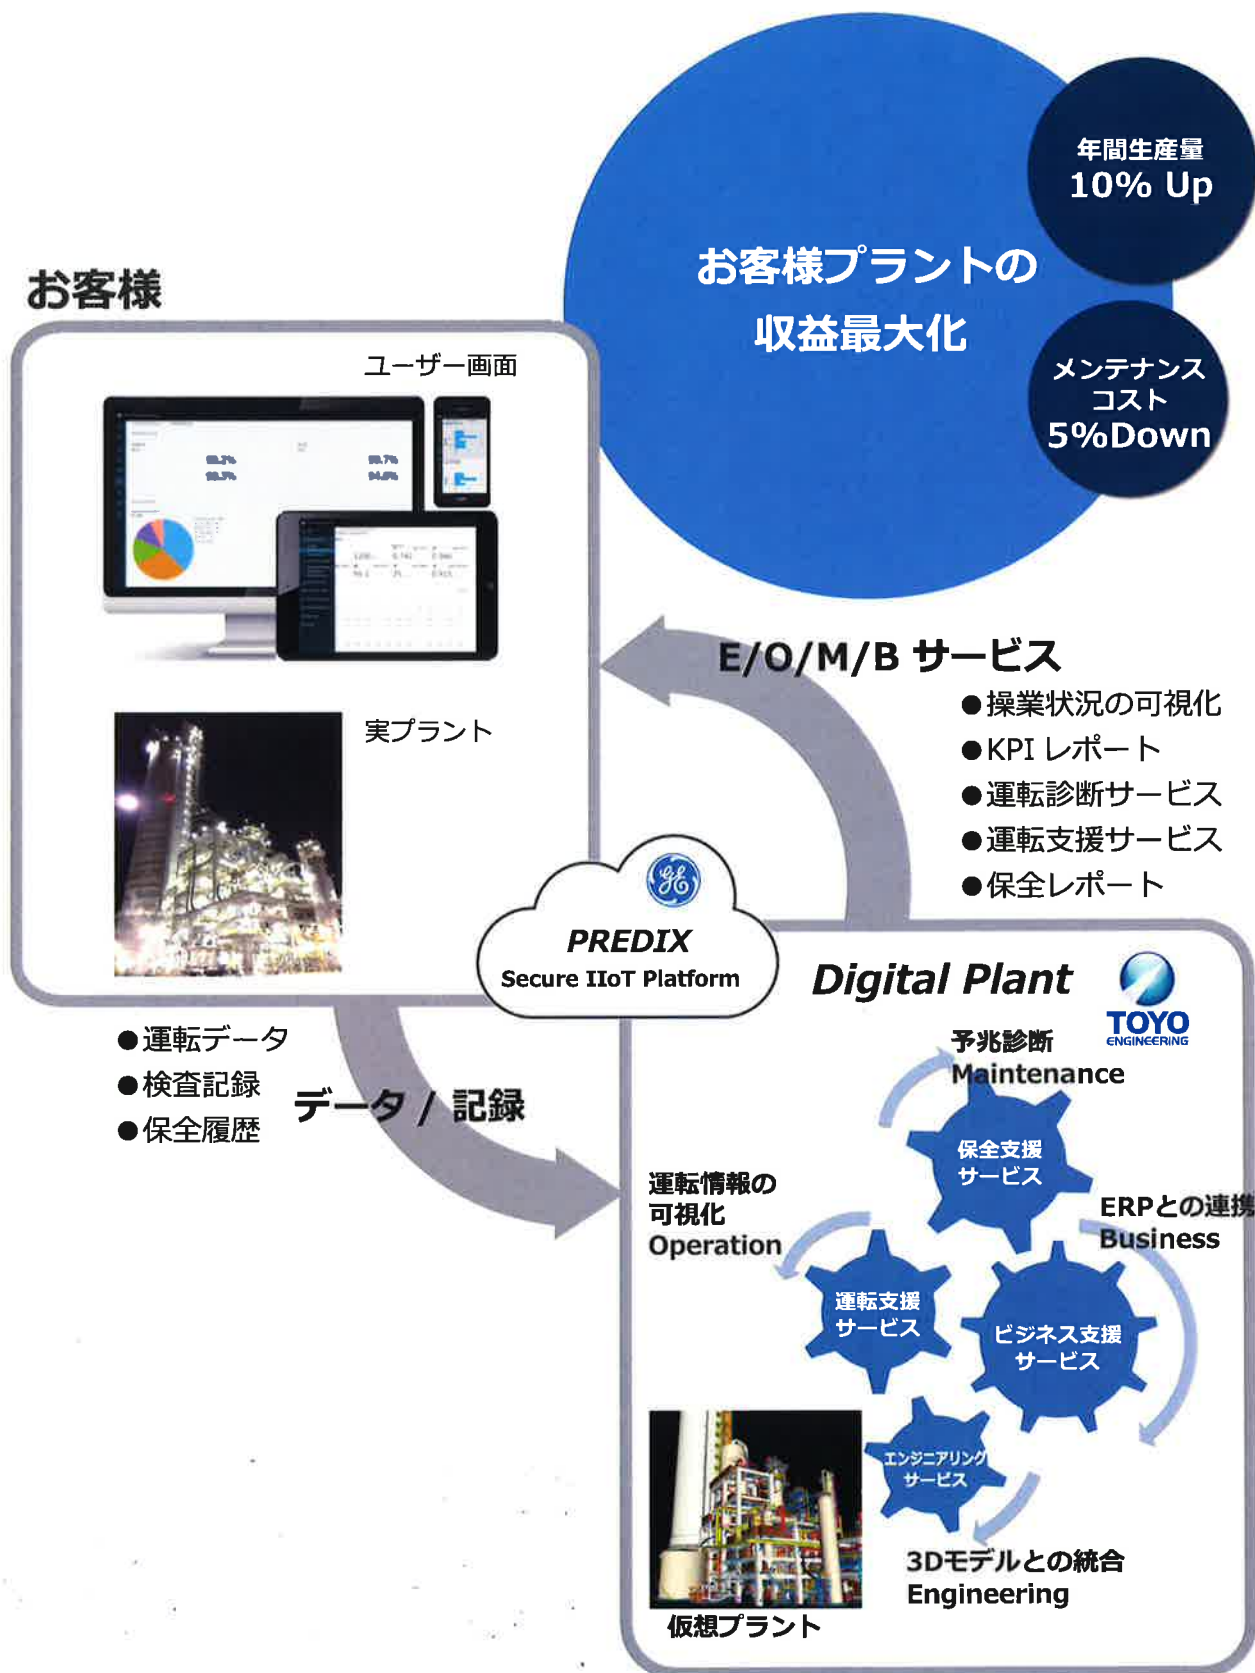 年間生産量
10% Up
お客様プラントの
収益最大化
メンテナンス
コスト
5%Down
お客様
ユーザー画面
実プラント
E/O/M/B サービス
●操業状況の可視化
●KPI レポート
●運転診断サービス
●運転支援サービス
●保全レポート
PREDIX
Secure IIoT Platform
●運転データ
●検査記録
●保全履歴
データ / 記録
Digital Plant
TOYO
ENGINEERING
予兆診断
Maintenance
保全支援
サービス
運転情報の
可視化
Operation
ERPとの連携
Business
運転支援
サービス
ビジネス支援
サービス
エンジニアリング
サービス
3Dモデルとの統合
Engineering
仮想プラント